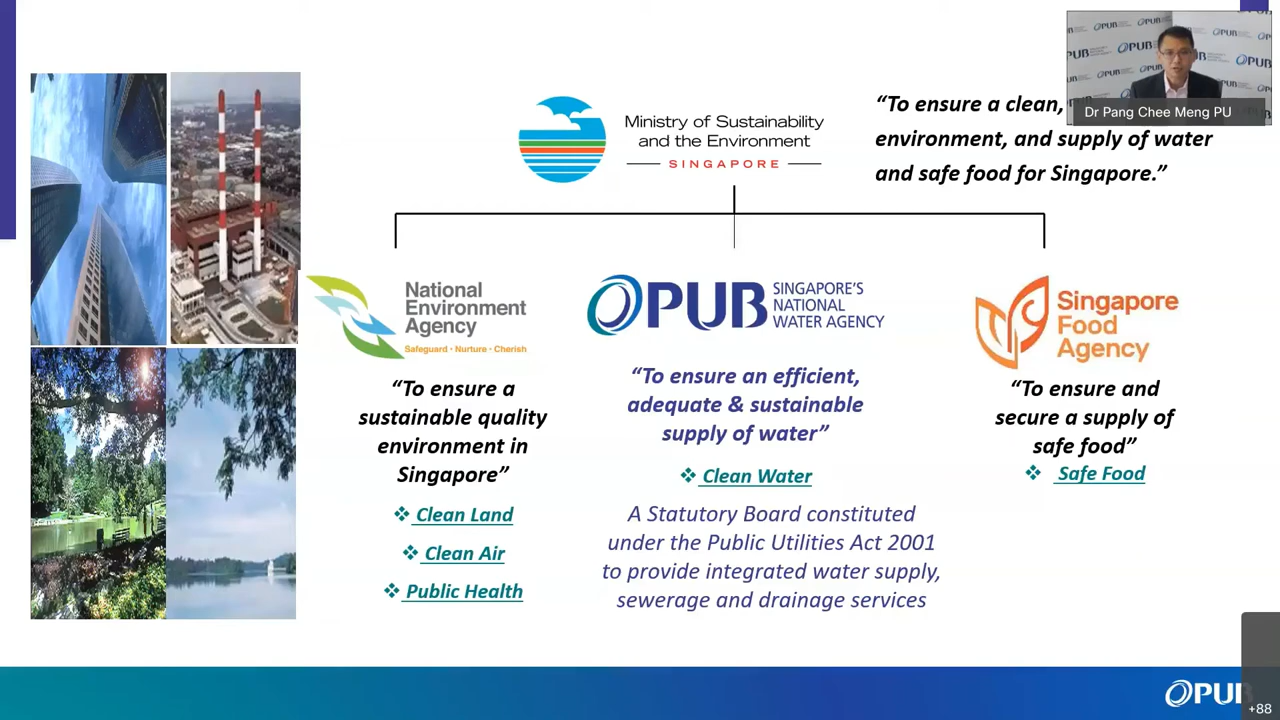 Ministry of Sustainability
and the Environment
SINGAPORE
“To ensure a clean,
environment, and supply of water
and safe food for Singapore.”
OPUB
Dr Pang Chee Meng PU
National
Environment
Agency
Safeguard • Nurture • Cherish
“To ensure a
sustainable quality
environment in
Singapore”
❖ Clean Land
❖ Clean Air
❖ Public Health
PUB
SINGAPORE'S
NATIONAL
WATER AGENCY
“To ensure an efficient,
adequate & sustainable
supply of water”
❖ Clean Water
A Statutory Board constituted
under the Public Utilities Act 2001
to provide integrated water supply,
sewerage and drainage services
Singapore
Food
Agency
“To ensure and
secure a supply of
safe food”
❖ Safe Food
PUB
+88